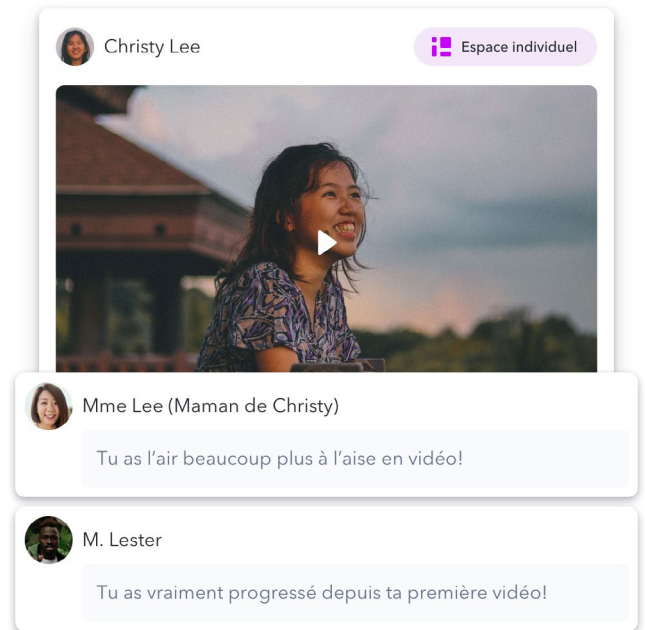 Christy Lee
Espace individuel
Mme Lee (Maman de Christy)
Tu as l’air beaucoup plus à l’aise en vidéo!
M. Lester
Tu as vraiment progressé depuis ta première vidéo!